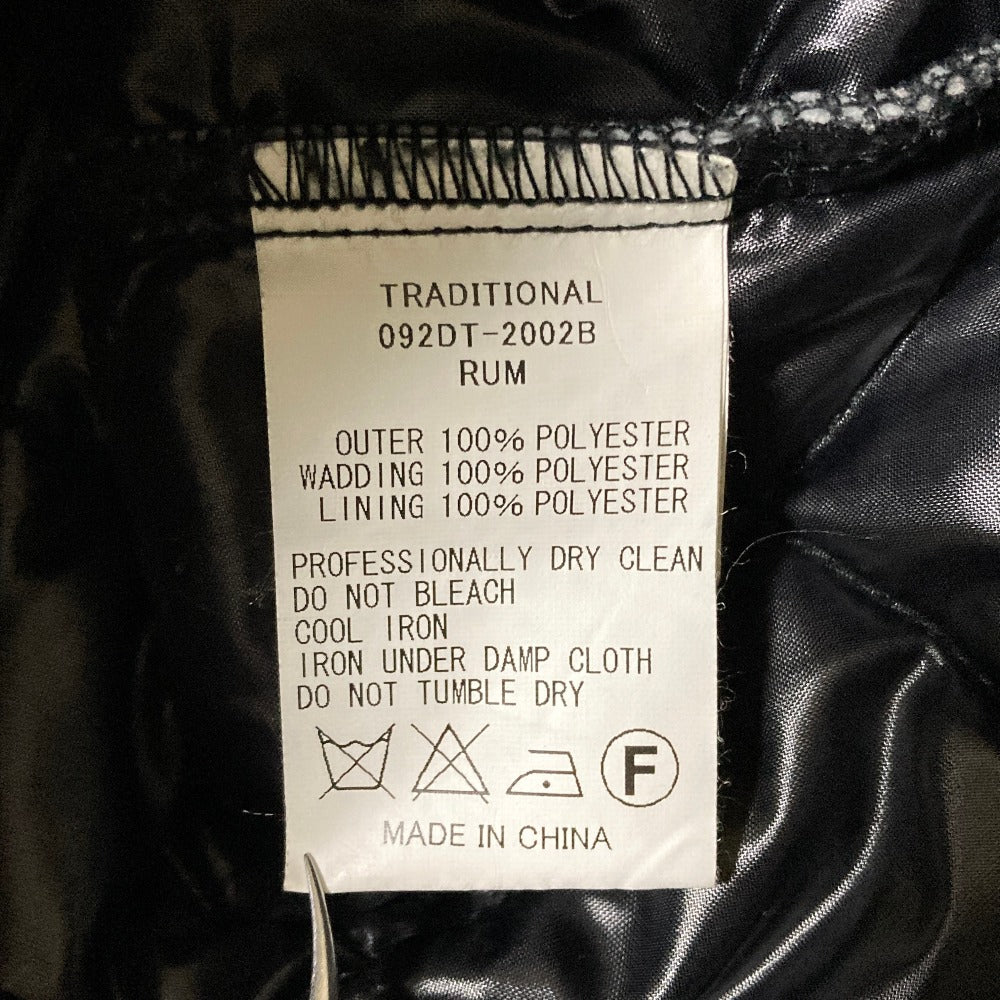 TRADITIONAL
092DT-2002B
RUM
OUTER 100% POLYESTER
WADDING 100% POLYESTER
LINING 100% POLYESTER
PROFESSIONALLY DRY CLEAN
DO NOT BLEACH
COOL IRON
IRON UNDER DAMP CLOTH
DO NOT TUMBLE DRY
F
MADE IN CHINA